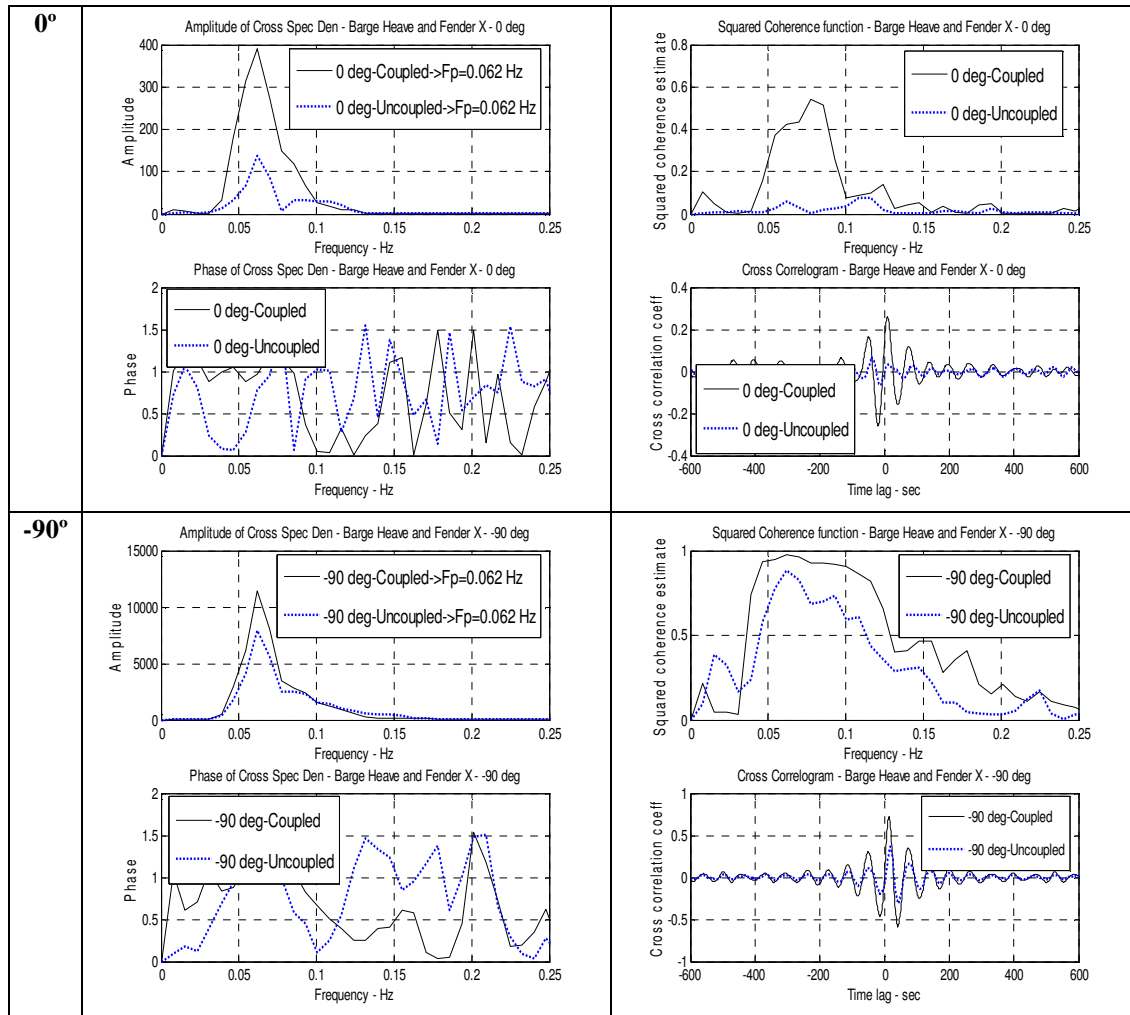 0º
Amplitude of Cross Spec Den - Barge Heave and Fender X - 0 deg
400
300
200
100
0
Amplitude
0 deg-Coupled->Fp=0.062 Hz
0 deg-Uncoupled->Fp=0.062 Hz
0 0.05 0.1 0.15 0.2 0.25
Frequency - Hz
Phase of Cross Spec Den - Barge Heave and Fender X - 0 deg
2
1.5
1
0.5
0
Phase
0 deg-Coupled
0 deg-Uncoupled
0 0.05 0.1 0.15 0.2 0.25
Frequency - Hz
Squared Coherence function - Barge Heave and Fender X - 0 deg
0.8
0.6
0.4
0.2
0
Squared coherence estimate
0 deg-Coupled
0 deg-Uncoupled
0 0.05 0.1 0.15 0.2 0.25
Frequency - Hz
Cross Correlogram - Barge Heave and Fender X - 0 deg
0.4
0.2
0
-0.2
-0.4
Cross correlation coeff
0 deg-Coupled
0 deg-Uncoupled
-600 -400 -200 0 200 400 600
Time lag - sec
-90º
Amplitude of Cross Spec Den - Barge Heave and Fender X - -90 deg
15000
10000
5000
0
Amplitude
-90 deg-Coupled->Fp=0.062 Hz
-90 deg-Uncoupled->Fp=0.062 Hz
0 0.05 0.1 0.15 0.2 0.25
Frequency - Hz
Phase of Cross Spec Den - Barge Heave and Fender X - -90 deg
2
1.5
1
0.5
0
Phase
-90 deg-Coupled
-90 deg-Uncoupled
0 0.05 0.1 0.15 0.2 0.25
Frequency - Hz
Squared Coherence function - Barge Heave and Fender X - -90 deg
1
0.5
0
Squared coherence estimate
-90 deg-Coupled
-90 deg-Uncoupled
0 0.05 0.1 0.15 0.2 0.25
Frequency - Hz
Cross Correlogram - Barge Heave and Fender X - -90 deg
1
0.5
0
-0.5
-1
Cross correlation coeff
-90 deg-Coupled
-90 deg-Uncoupled
-600 -400 -200 0 200 400 600
Time lag - sec